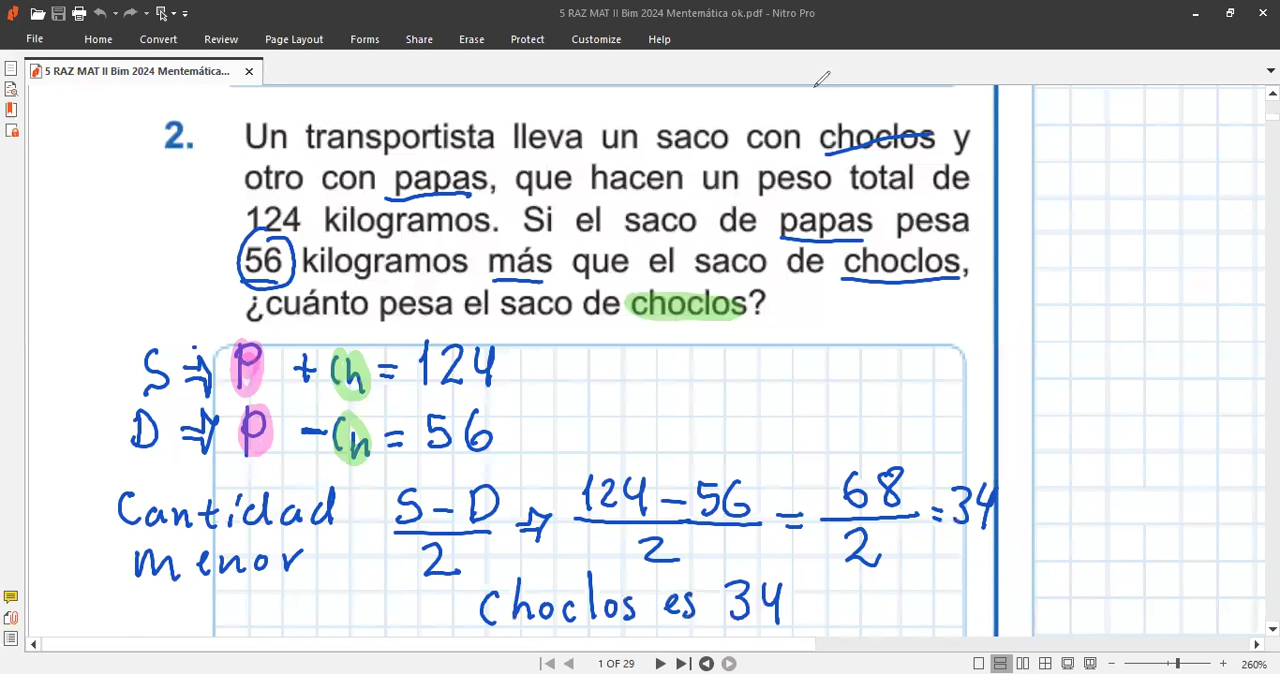 5 RAZ MAT II Bim 2024 Mentemática ok.pdf - Nitro Pro
File Home Convert Review Page Layout Forms Share Erase Protect Customize Help
5 RAZ MAT II Bim 2024 Mentemática...
2. Un transportista lleva un saco con choclos y
otro con papas, que hacen un peso total de
124 kilogramos. Si el saco de papas pesa
56 kilogramos más que el saco de choclos,
¿cuánto pesa el saco de choclos?
S ⇒ P + Ch = 124
D ⇒ P - Ch = 56
Cantidad menor S - D / 2 ⇒ 124 - 56 / 2 = 68 / 2 = 34
choclos es 34
1 OF 29
260%